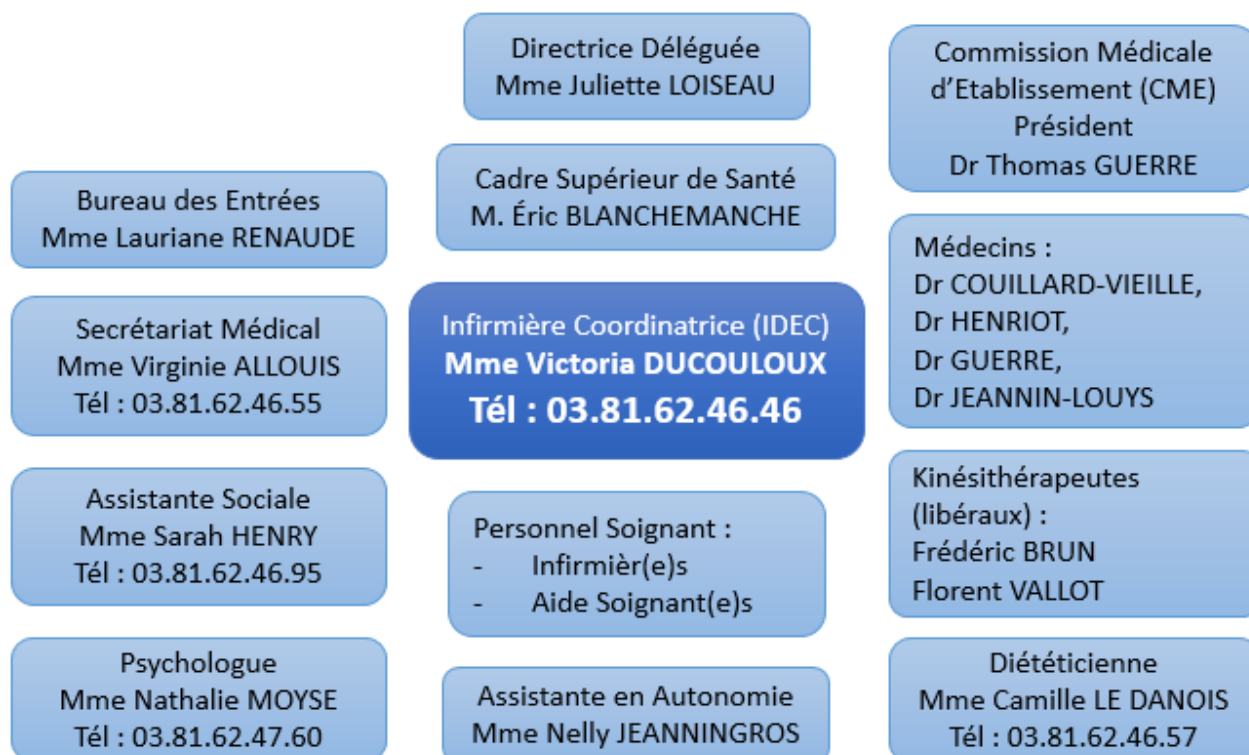 Directrice Déléguée
Mme Juliette LOISEAU
Commission Médicale
d'Etablissement (CME)
Président
Dr Thomas GUERRE
Cadre Supérieur de Santé
M. Éric BLANCHEMANCHE
Bureau des Entrées
Mme Lauriane RENAUDE
Médecins :
Dr COUILLARD-VIEILLE,
Dr HENRIOT,
Dr GUERRE,
Dr JEANNIN-LOUYS
Infirmière Coordinatrice (IDEC)
Mme Victoria DUCOULOUX
Tél : 03.81.62.46.46
Secrétariat Médical
Mme Virginie ALLOUIS
Tél : 03.81.62.46.55
Kinésithérapeutes
(libéraux) :
Frédéric BRUN
Florent VALLOT
Assistante Sociale
Mme Sarah HENRY
Tél : 03.81.62.46.95
Personnel Soignant :
- Infirmièr(e)s
- Aide Soignant(e)s
Psychologue
Mme Nathalie MOYSE
Tél : 03.81.62.47.60
Assistante en Autonomie
Mme Nelly JEANNINGROS
Diététicienne
Mme Camille LE DANOIS
Tél : 03.81.62.46.57